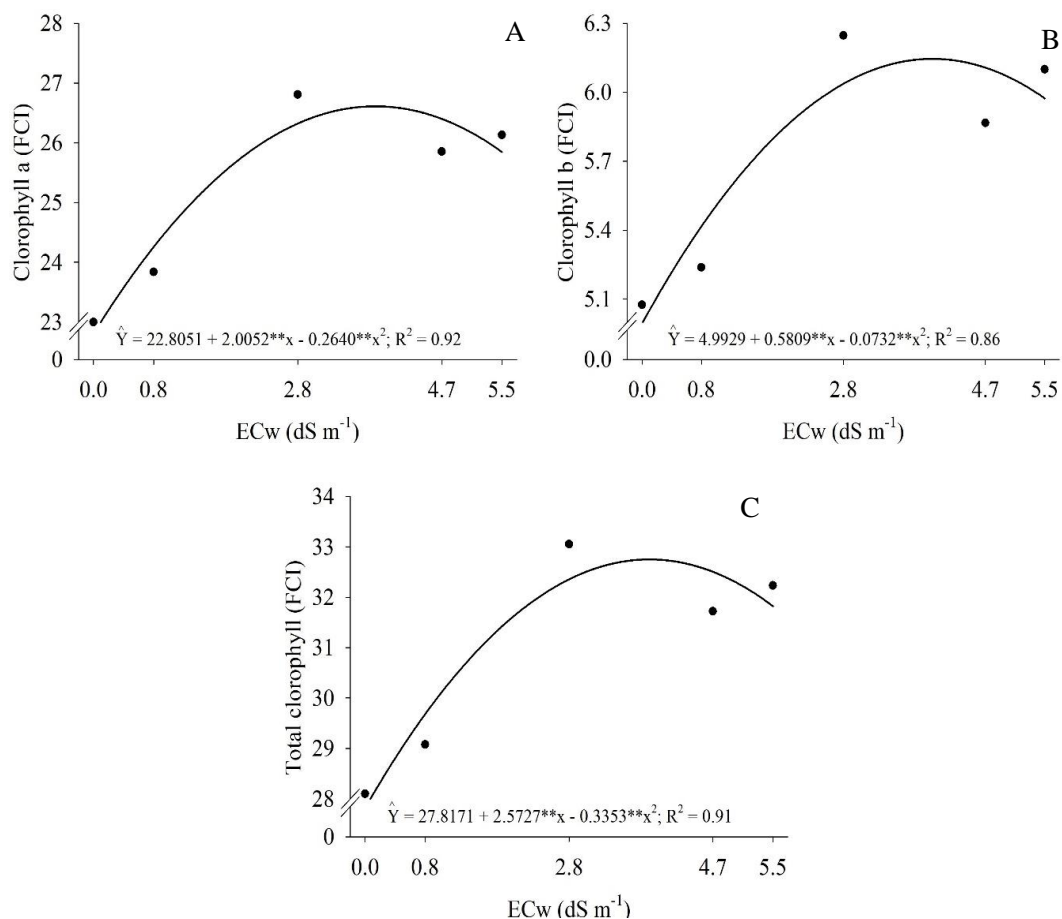 A
Clorophyll a (FCI)
28
27
26
25
24
23
0
Ŷ = 22.8051 + 2.0052**x - 0.2640**x²; R² = 0.92
0.0 0.8 2.8 4.7 5.5
ECw (dS m⁻¹)
B
Clorophyll b (FCI)
6.3
6.0
5.7
5.4
5.1
0.0
Ŷ = 4.9929 + 0.5809**x - 0.0732**x²; R² = 0.86
0.0 0.8 2.8 4.7 5.5
ECw (dS m⁻¹)
C
Total clorophyll (FCI)
34
33
32
31
30
29
28
0
Ŷ = 27.8171 + 2.5727**x - 0.3353**x²; R² = 0.91
0.0 0.8 2.8 4.7 5.5
ECw (dS m⁻¹)